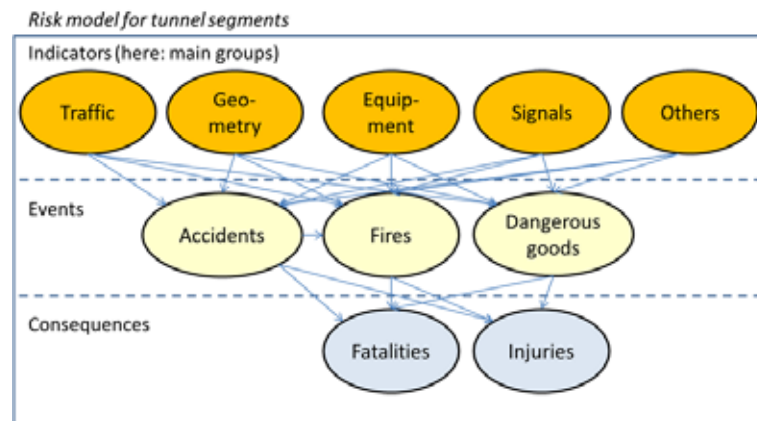 Risk model for tunnel segments
Indicators (here: main groups)
Traffic
Geo-
metry
Equip-
ment
Signals
Others
Events
Accidents
Fires
Dangerous
goods
Consequences
Fatalities
Injuries